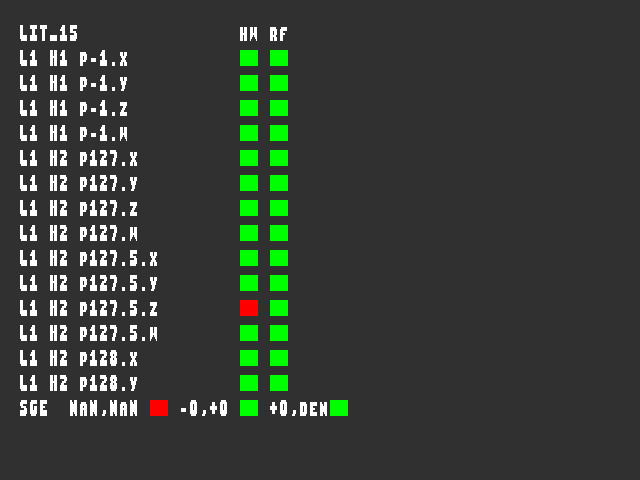 LIT_15 HW RF
L1 H1 p-1.x
L1 H1 p-1.y
L1 H1 p-1.z
L1 H1 p-1.w
L1 H2 p127.x
L1 H2 p127.y
L1 H2 p127.z
L1 H2 p127.w
L1 H2 p127.5.x
L1 H2 p127.5.y
L1 H2 p127.5.z
L1 H2 p127.5.w
L1 H2 p128.x
L1 H2 p128.y
SGE NaN,NaN -0,+0 +0,DEN